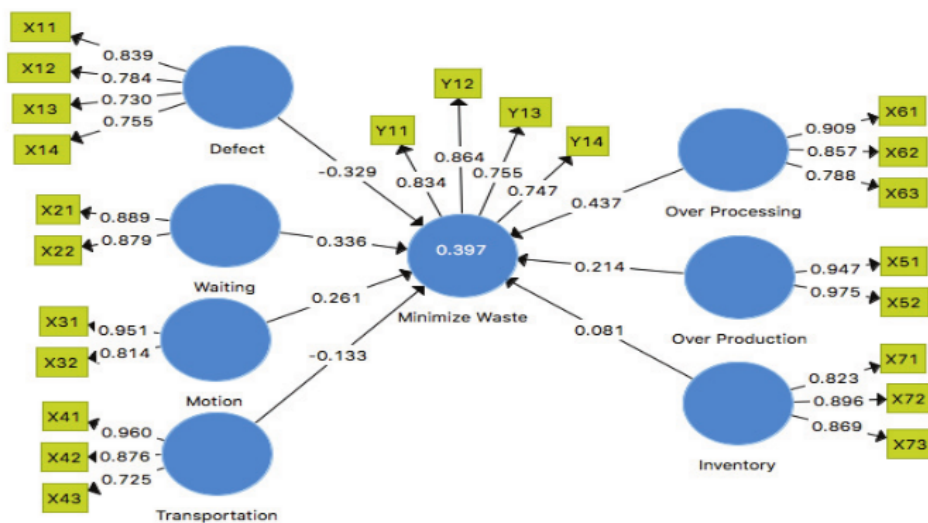 X11
0.839
X12
0.784
X13
0.730
X14
0.755
Defect
-0.329
X21
0.889
X22
0.879
Waiting
0.336
X31
0.951
X32
0.814
Motion
0.261
X41
0.960
X42
0.876
X43
0.725
Transportation
-0.133
Y11
0.834
Y12
0.864
Y13
0.755
Y14
0.747
0.397
Minimize Waste
X61
0.909
X62
0.857
X63
0.788
Over Processing
0.437
X51
0.947
X52
0.975
Over Production
0.214
X71
0.823
X72
0.896
X73
0.869
Inventory
0.081